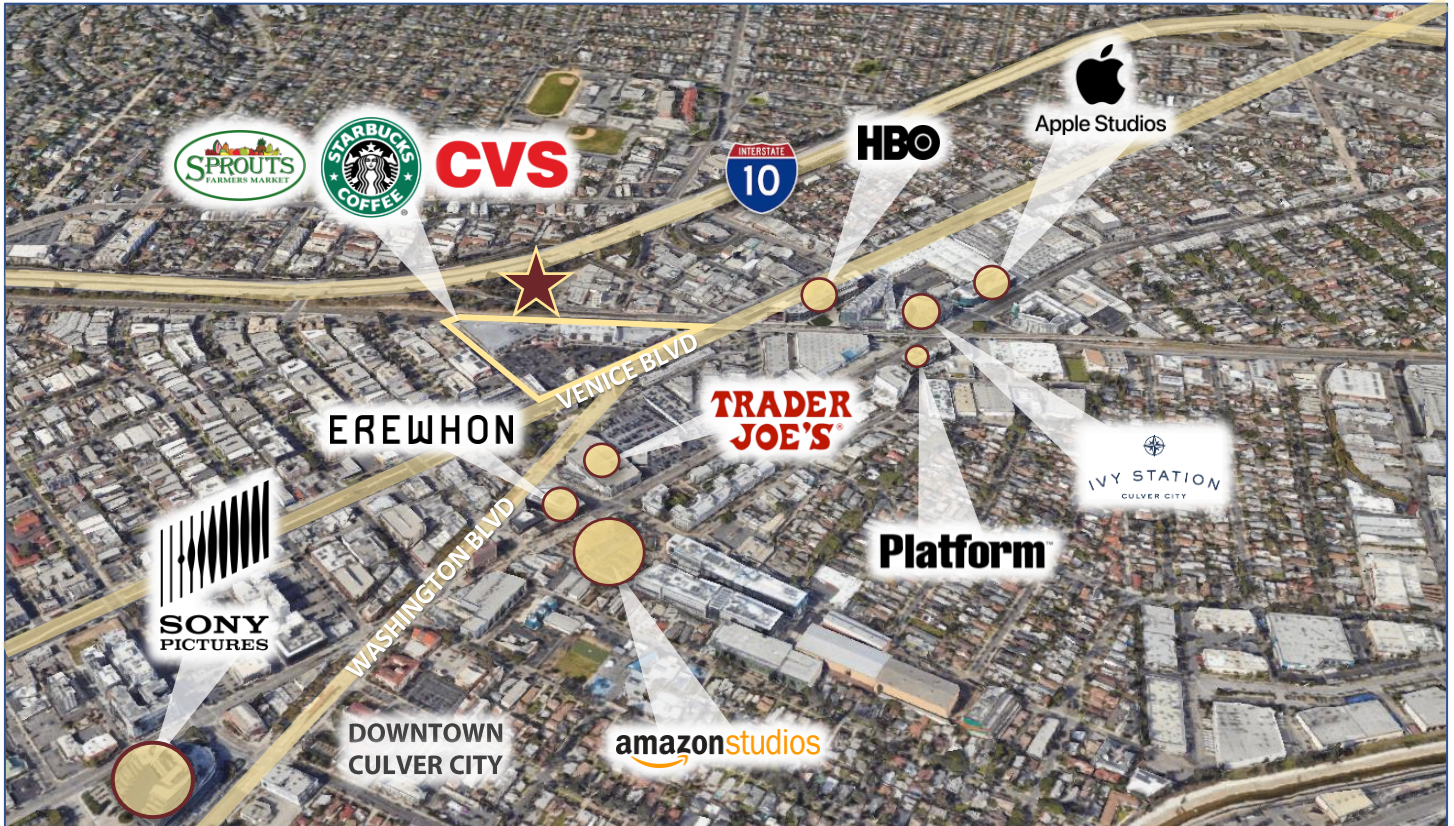 SPROUTS
FARMERS MARKET
STARBUCKS
COFFEE
®
CVS
INTERSTATE
10
HBO
Apple Studios
VENICE BLVD
EREWHON
TRADER
JOE'S®
IVY STATION
CULVER CITY
Platform™
SONY
PICTURES
WASHINGTON BLVD
DOWNTOWN
CULVER CITY
amazonstudios